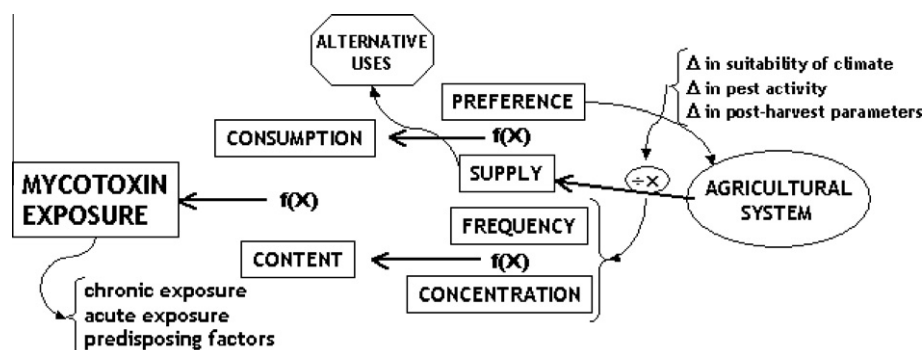 ALTERNATIVE
USES
Δ in suitability of climate
Δ in pest activity
Δ in post-harvest parameters
PREFERENCE
CONSUMPTION
f(X)
SUPPLY
÷X
MYCOTOXIN
EXPOSURE
f(X)
AGRICULTURAL
SYSTEM
FREQUENCY
CONTENT
f(X)
CONCENTRATION
chronic exposure
acute exposure
predisposing factors